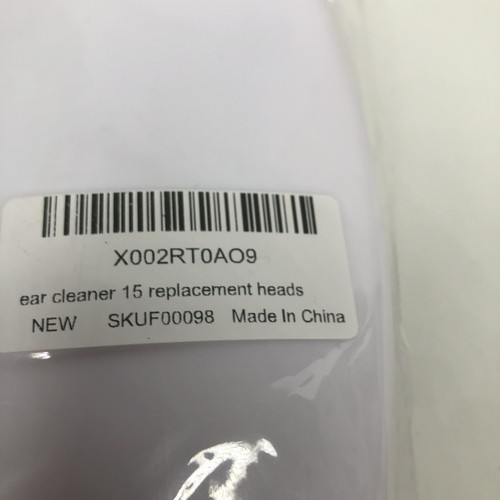 X002RT0AO9
ear cleaner 15 replacement heads
NEW SKUF00098 Made In China